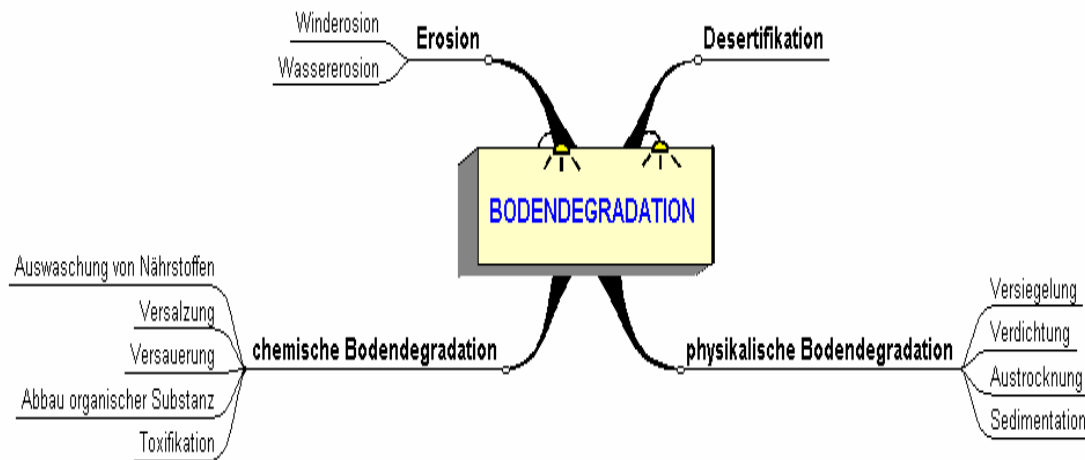 Winderosion
Wassererosion
Erosion
Desertifikation
BODENDEGRADATION
Auswaschung von Nährstoffen
Versalzung
Versauerung
Abbau organischer Substanz
Toxifikation
chemische Bodendegradation
physikalische Bodendegradation
Versiegelung
Verdichtung
Austrocknung
Sedimentation